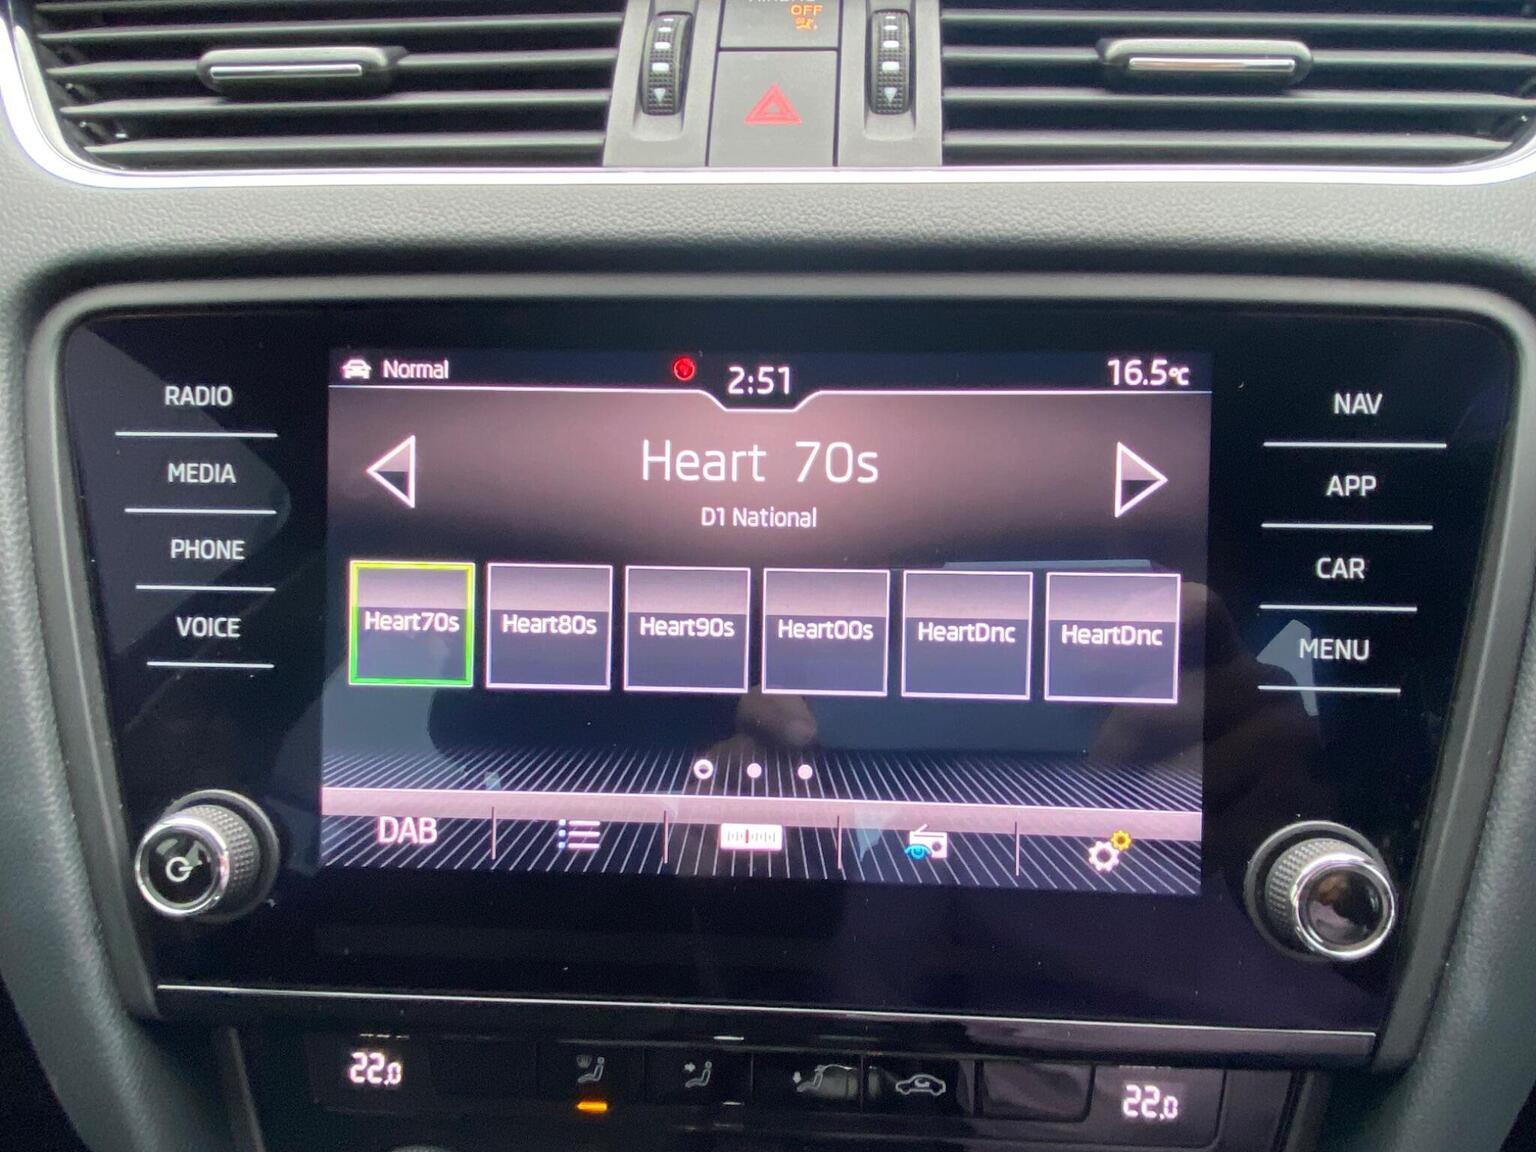 OFF
Normal
2:51
16.5°C
RADIO
MEDIA
PHONE
VOICE
Heart 70s
D1 National
Heart70s
Heart80s
Heart90s
Heart00s
HeartDnc
HeartDnc
DAB
NAV
APP
CAR
MENU
22.0
22.0